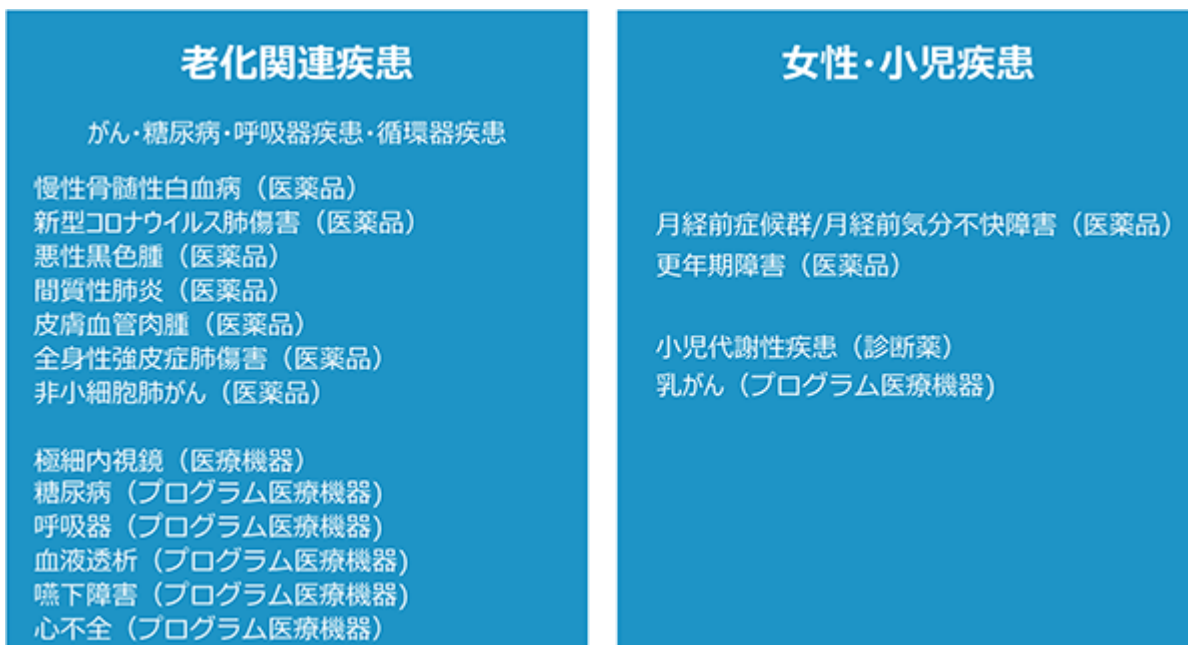 老化関連疾患
がん・糖尿病・呼吸器疾患・循環器疾患
慢性骨髄性白血病（医薬品）
新型コロナウイルス肺傷害（医薬品）
悪性黒色腫（医薬品）
間質性肺炎（医薬品）
皮膚血管肉腫（医薬品）
全身性強皮症肺傷害（医薬品）
非小細胞肺がん（医薬品）
極細内視鏡（医療機器）
糖尿病（プログラム医療機器)
呼吸器（プログラム医療機器)
血液透析（プログラム医療機器)
嚥下障害（プログラム医療機器)
心不全（プログラム医療機器）
女性・小児疾患
月経前症候群/月経前気分不快障害（医薬品）
更年期障害（医薬品）
小児代謝性疾患（診断薬）
乳がん（プログラム医療機器)